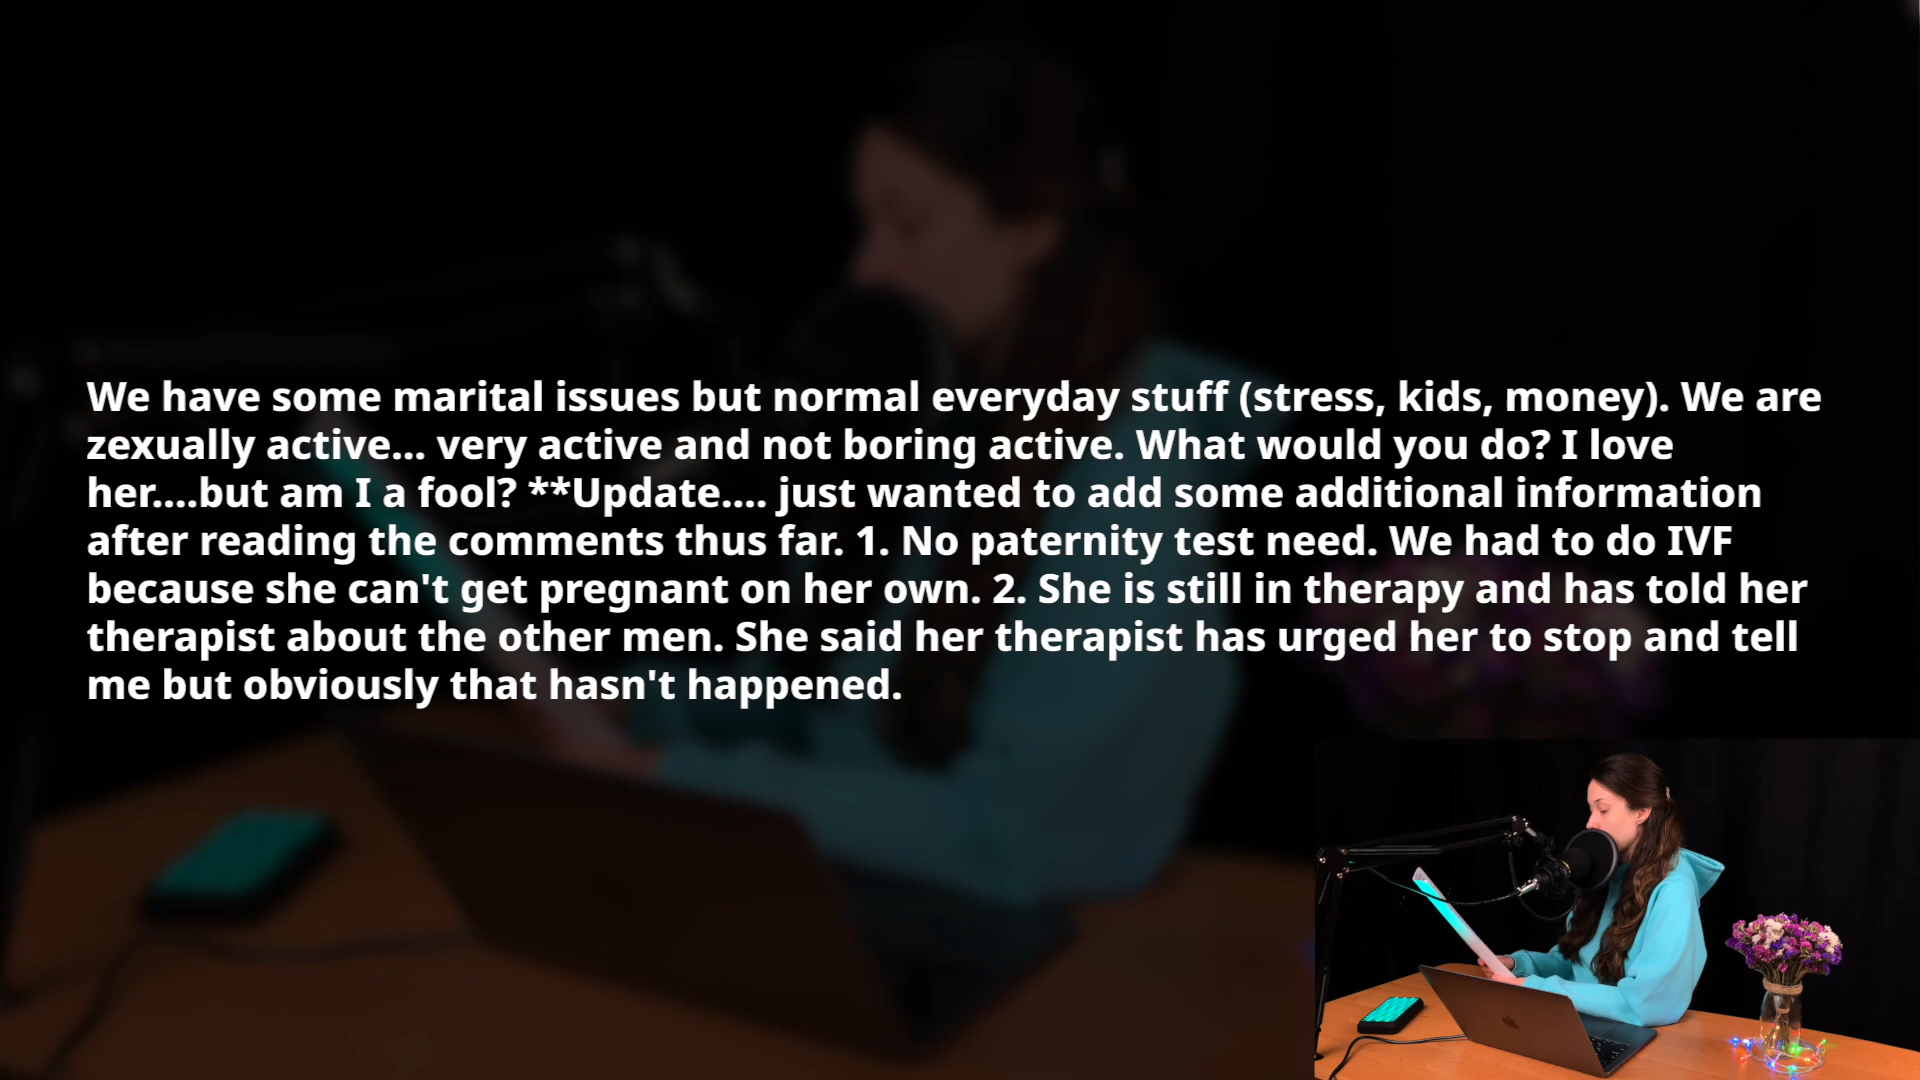 We have some marital issues but normal everyday stuff (stress, kids, money). We are
zexually active... very active and not boring active. What would you do? I love
her....but am I a fool? **Update.... just wanted to add some additional information
after reading the comments thus far. 1. No paternity test need. We had to do IVF
because she can't get pregnant on her own. 2. She is still in therapy and has told her
therapist about the other men. She said her therapist has urged her to stop and tell
me but obviously that hasn't happened.